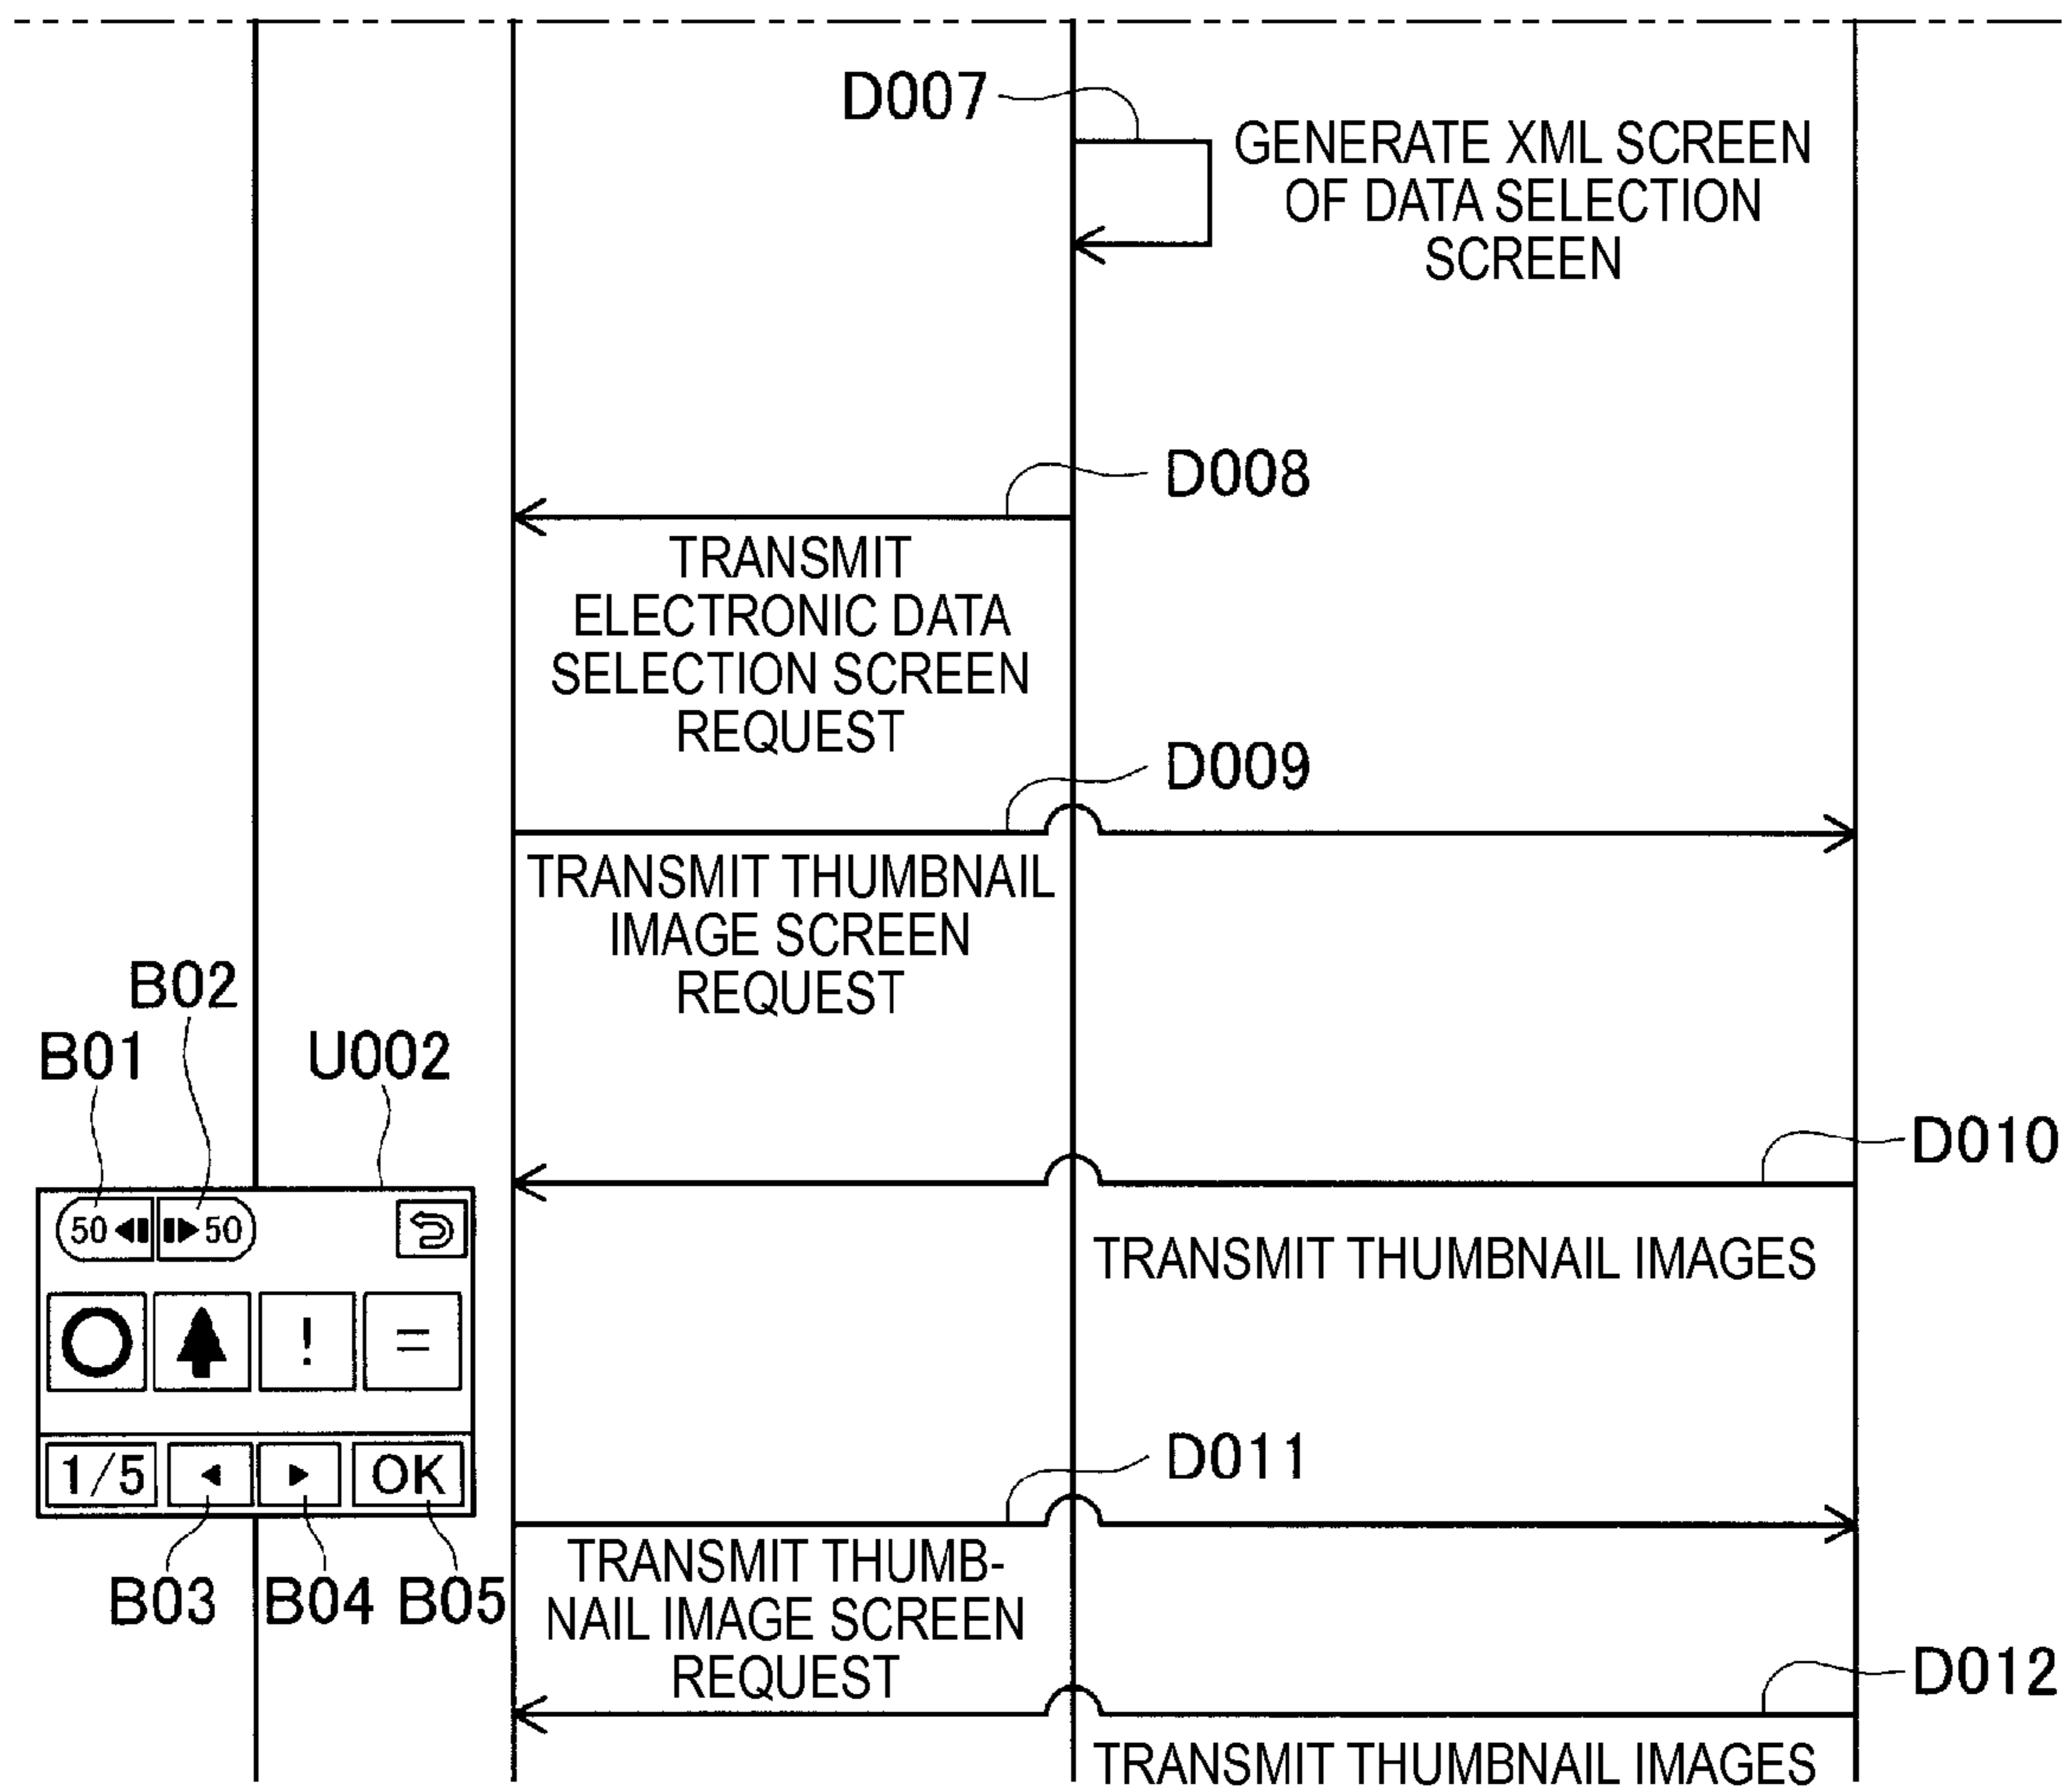 D007
GENERATE XML SCREEN
OF DATA SELECTION
SCREEN
D008
TRANSMIT
ELECTRONIC DATA
SELECTION SCREEN
REQUEST
D009
TRANSMIT THUMBNAIL
IMAGE SCREEN
REQUEST
B02
B01
U002
D010
50
50
TRANSMIT THUMBNAIL IMAGES
!
=
D011
1/5
OK
B03
B04
B05
TRANSMIT THUMB-
NAIL IMAGE SCREEN
REQUEST
D012
TRANSMIT THUMBNAIL IMAGES